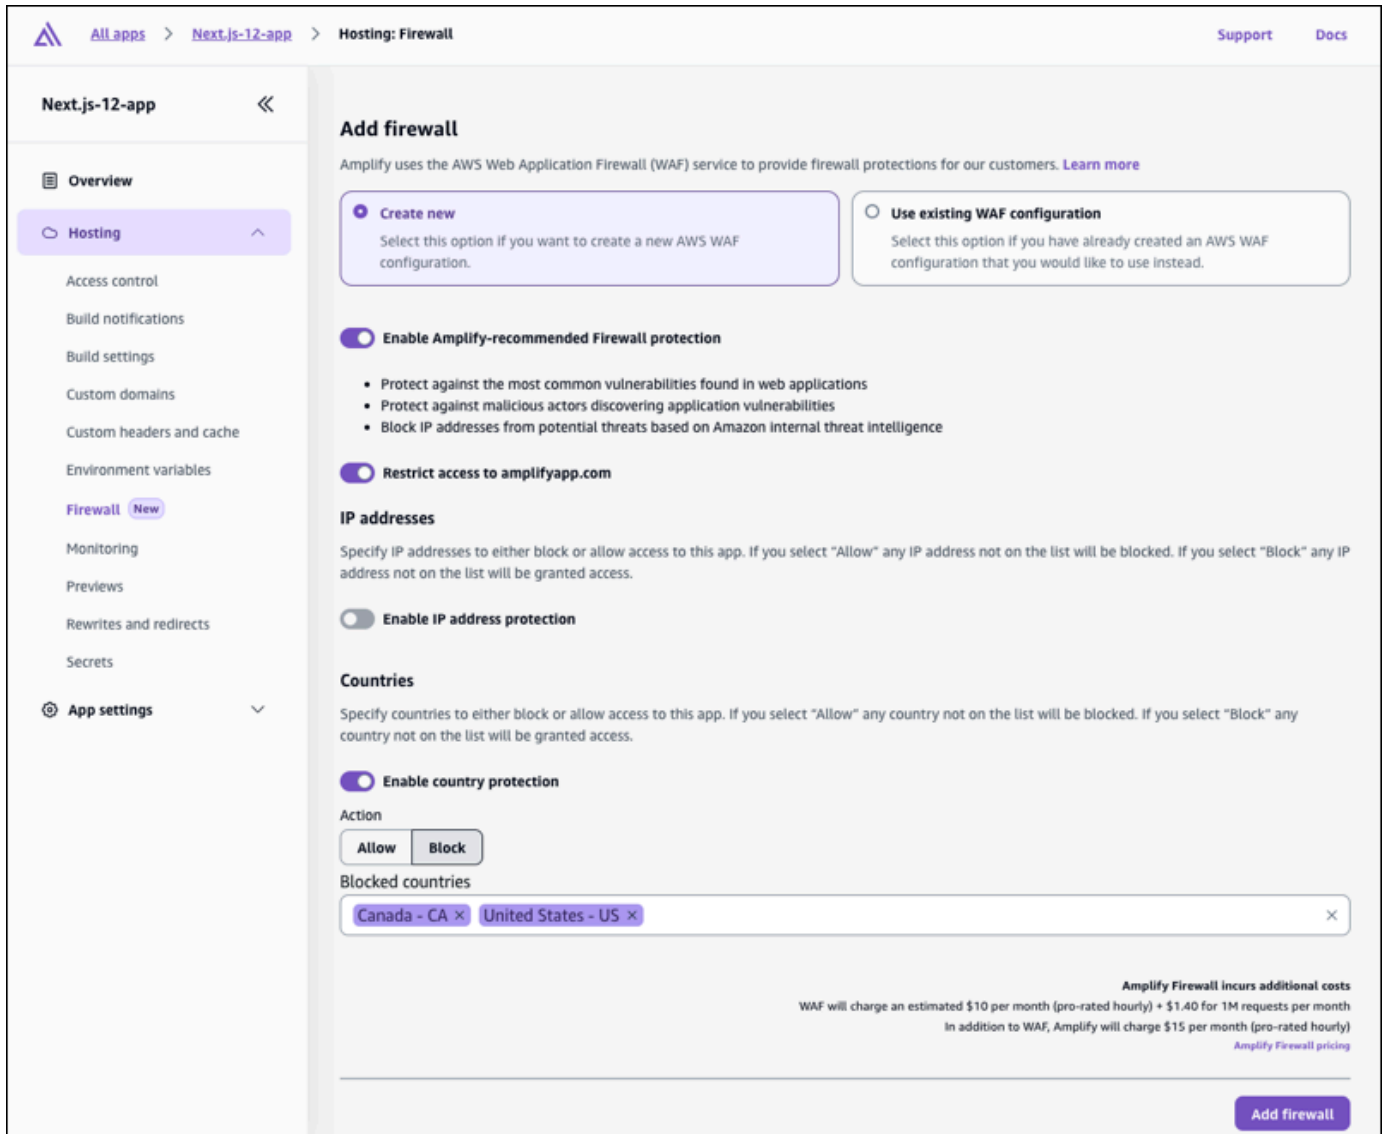 All apps > Next.js-12-app > Hosting: Firewall
Support Docs
Next.js-12-app
Overview
Hosting
Access control
Build notifications
Build settings
Custom domains
Custom headers and cache
Environment variables
Firewall New
Monitoring
Previews
Rewrites and redirects
Secrets
App settings
Add firewall
Amplify uses the AWS Web Application Firewall (WAF) service to provide firewall protections for our customers. Learn more
Create new
Select this option if you want to create a new AWS WAF
configuration.
Use existing WAF configuration
Select this option if you have already created an AWS WAF
configuration that you would like to use instead.
Enable Amplify-recommended Firewall protection
• Protect against the most common vulnerabilities found in web applications
• Protect against malicious actors discovering application vulnerabilities
• Block IP addresses from potential threats based on Amazon internal threat intelligence
Restrict access to amplifyapp.com
IP addresses
Specify IP addresses to either block or allow access to this app. If you select "Allow" any IP address not on the list will be blocked. If you select "Block" any IP
address not on the list will be granted access.
Enable IP address protection
Countries
Specify countries to either block or allow access to this app. If you select "Allow" any country not on the list will be blocked. If you select "Block" any
country not on the list will be granted access.
Enable country protection
Action
Allow Block
Blocked countries
Canada - CA × United States - US × ×
Amplify Firewall incurs additional costs
WAF will charge an estimated $10 per month (pro-rated hourly) + $1.40 for 1M requests per month
In addition to WAF, Amplify will charge $15 per month (pro-rated hourly)
Amplify Firewall pricing
Add firewall